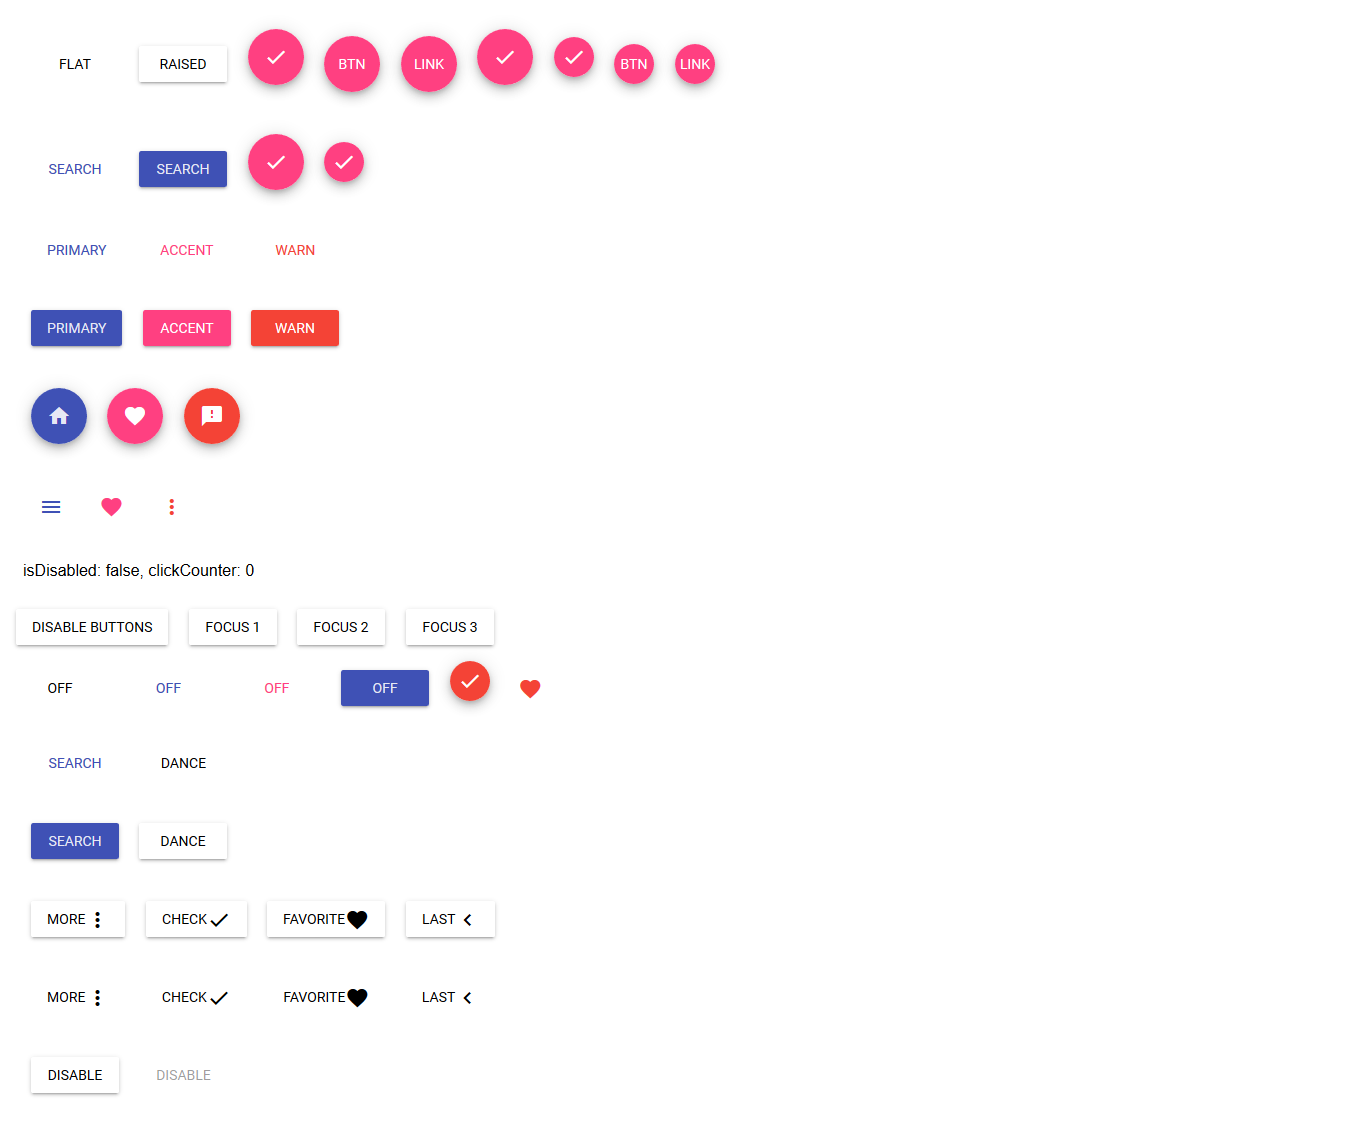 FLAT RAISED BTN LINK BTN LINK
SEARCH SEARCH
PRIMARY ACCENT WARN
PRIMARY ACCENT WARN
isDisabled: false, clickCounter: 0
DISABLE BUTTONS FOCUS 1 FOCUS 2 FOCUS 3
OFF OFF OFF OFF
SEARCH DANCE
SEARCH DANCE
MORE CHECK FAVORITE LAST
MORE CHECK FAVORITE LAST
DISABLE DISABLE